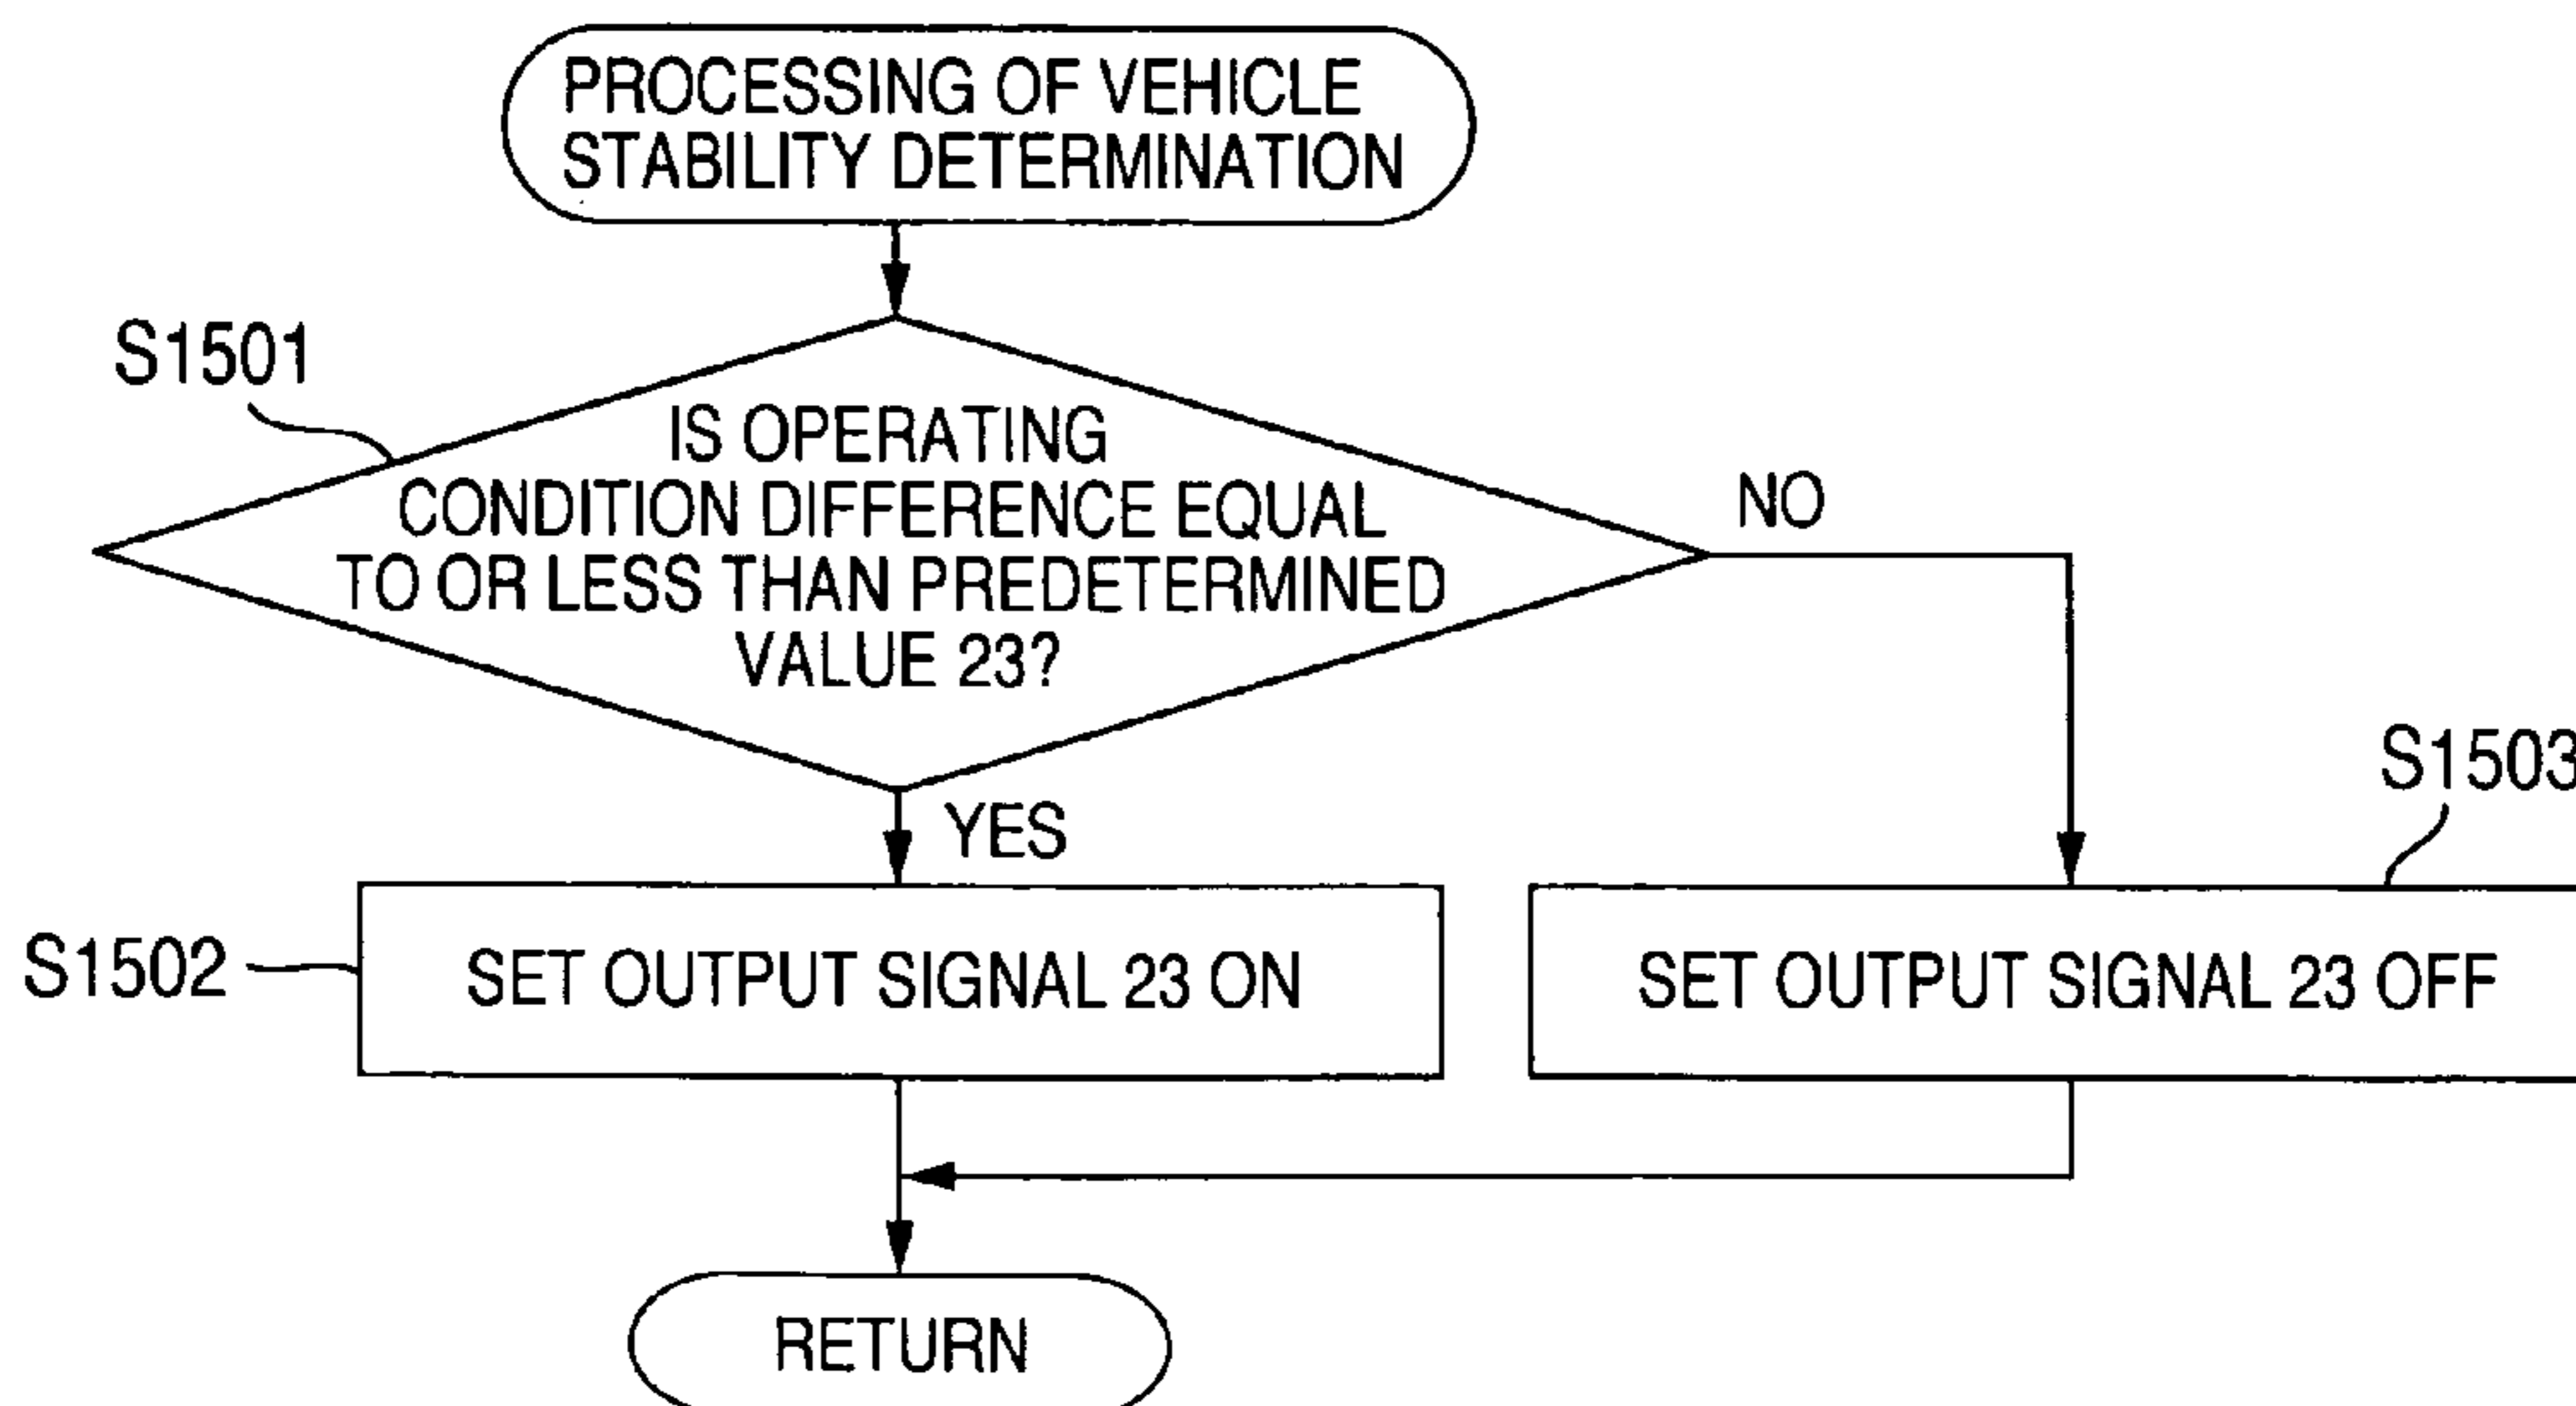 PROCESSING OF VEHICLE
STABILITY DETERMINATION
S1501
IS OPERATING
CONDITION DIFFERENCE EQUAL
TO OR LESS THAN PREDETERMINED
VALUE 23?
NO
YES
S1503
S1502
SET OUTPUT SIGNAL 23 ON
SET OUTPUT SIGNAL 23 OFF
RETURN